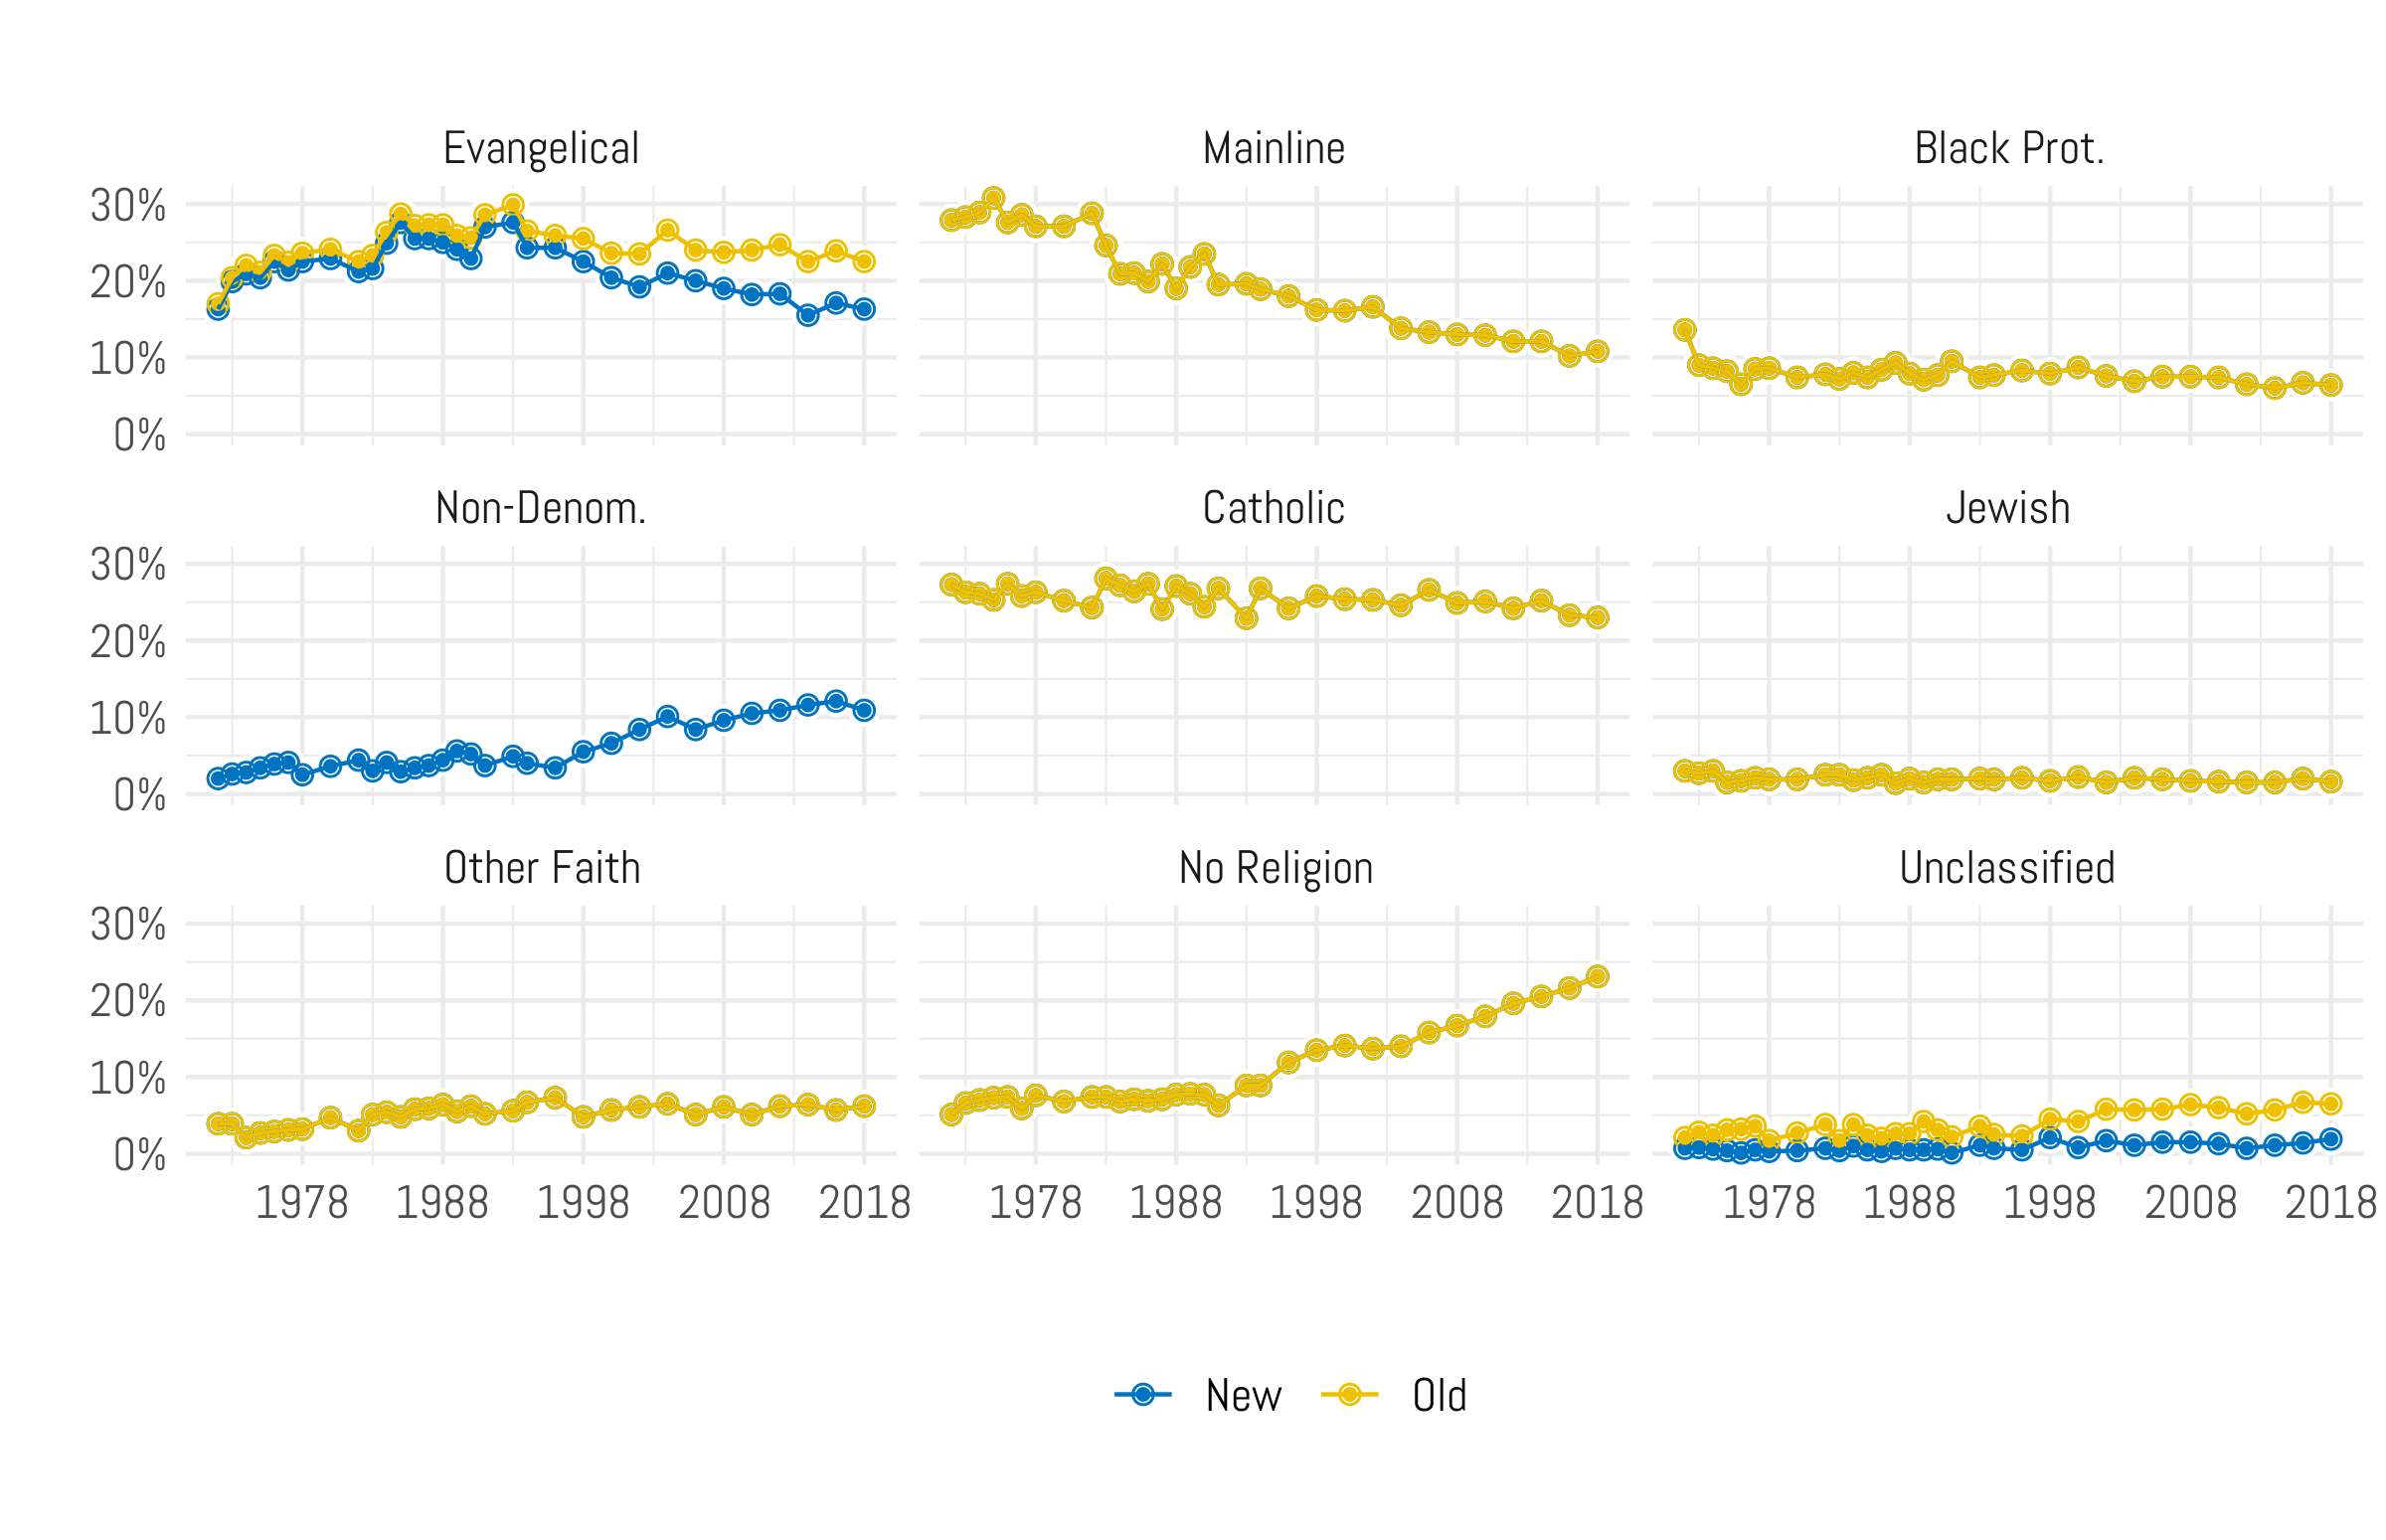 Evangelical Mainline Black Prot.
30%
20%
10%
0%
Non-Denom. Catholic Jewish
30%
20%
10%
0%
Other Faith No Religion Unclassified
30%
20%
10%
0%
1978 1988 1998 2008 2018 1978 1988 1998 2008 2018 1978 1988 1998 2008 2018
New Old